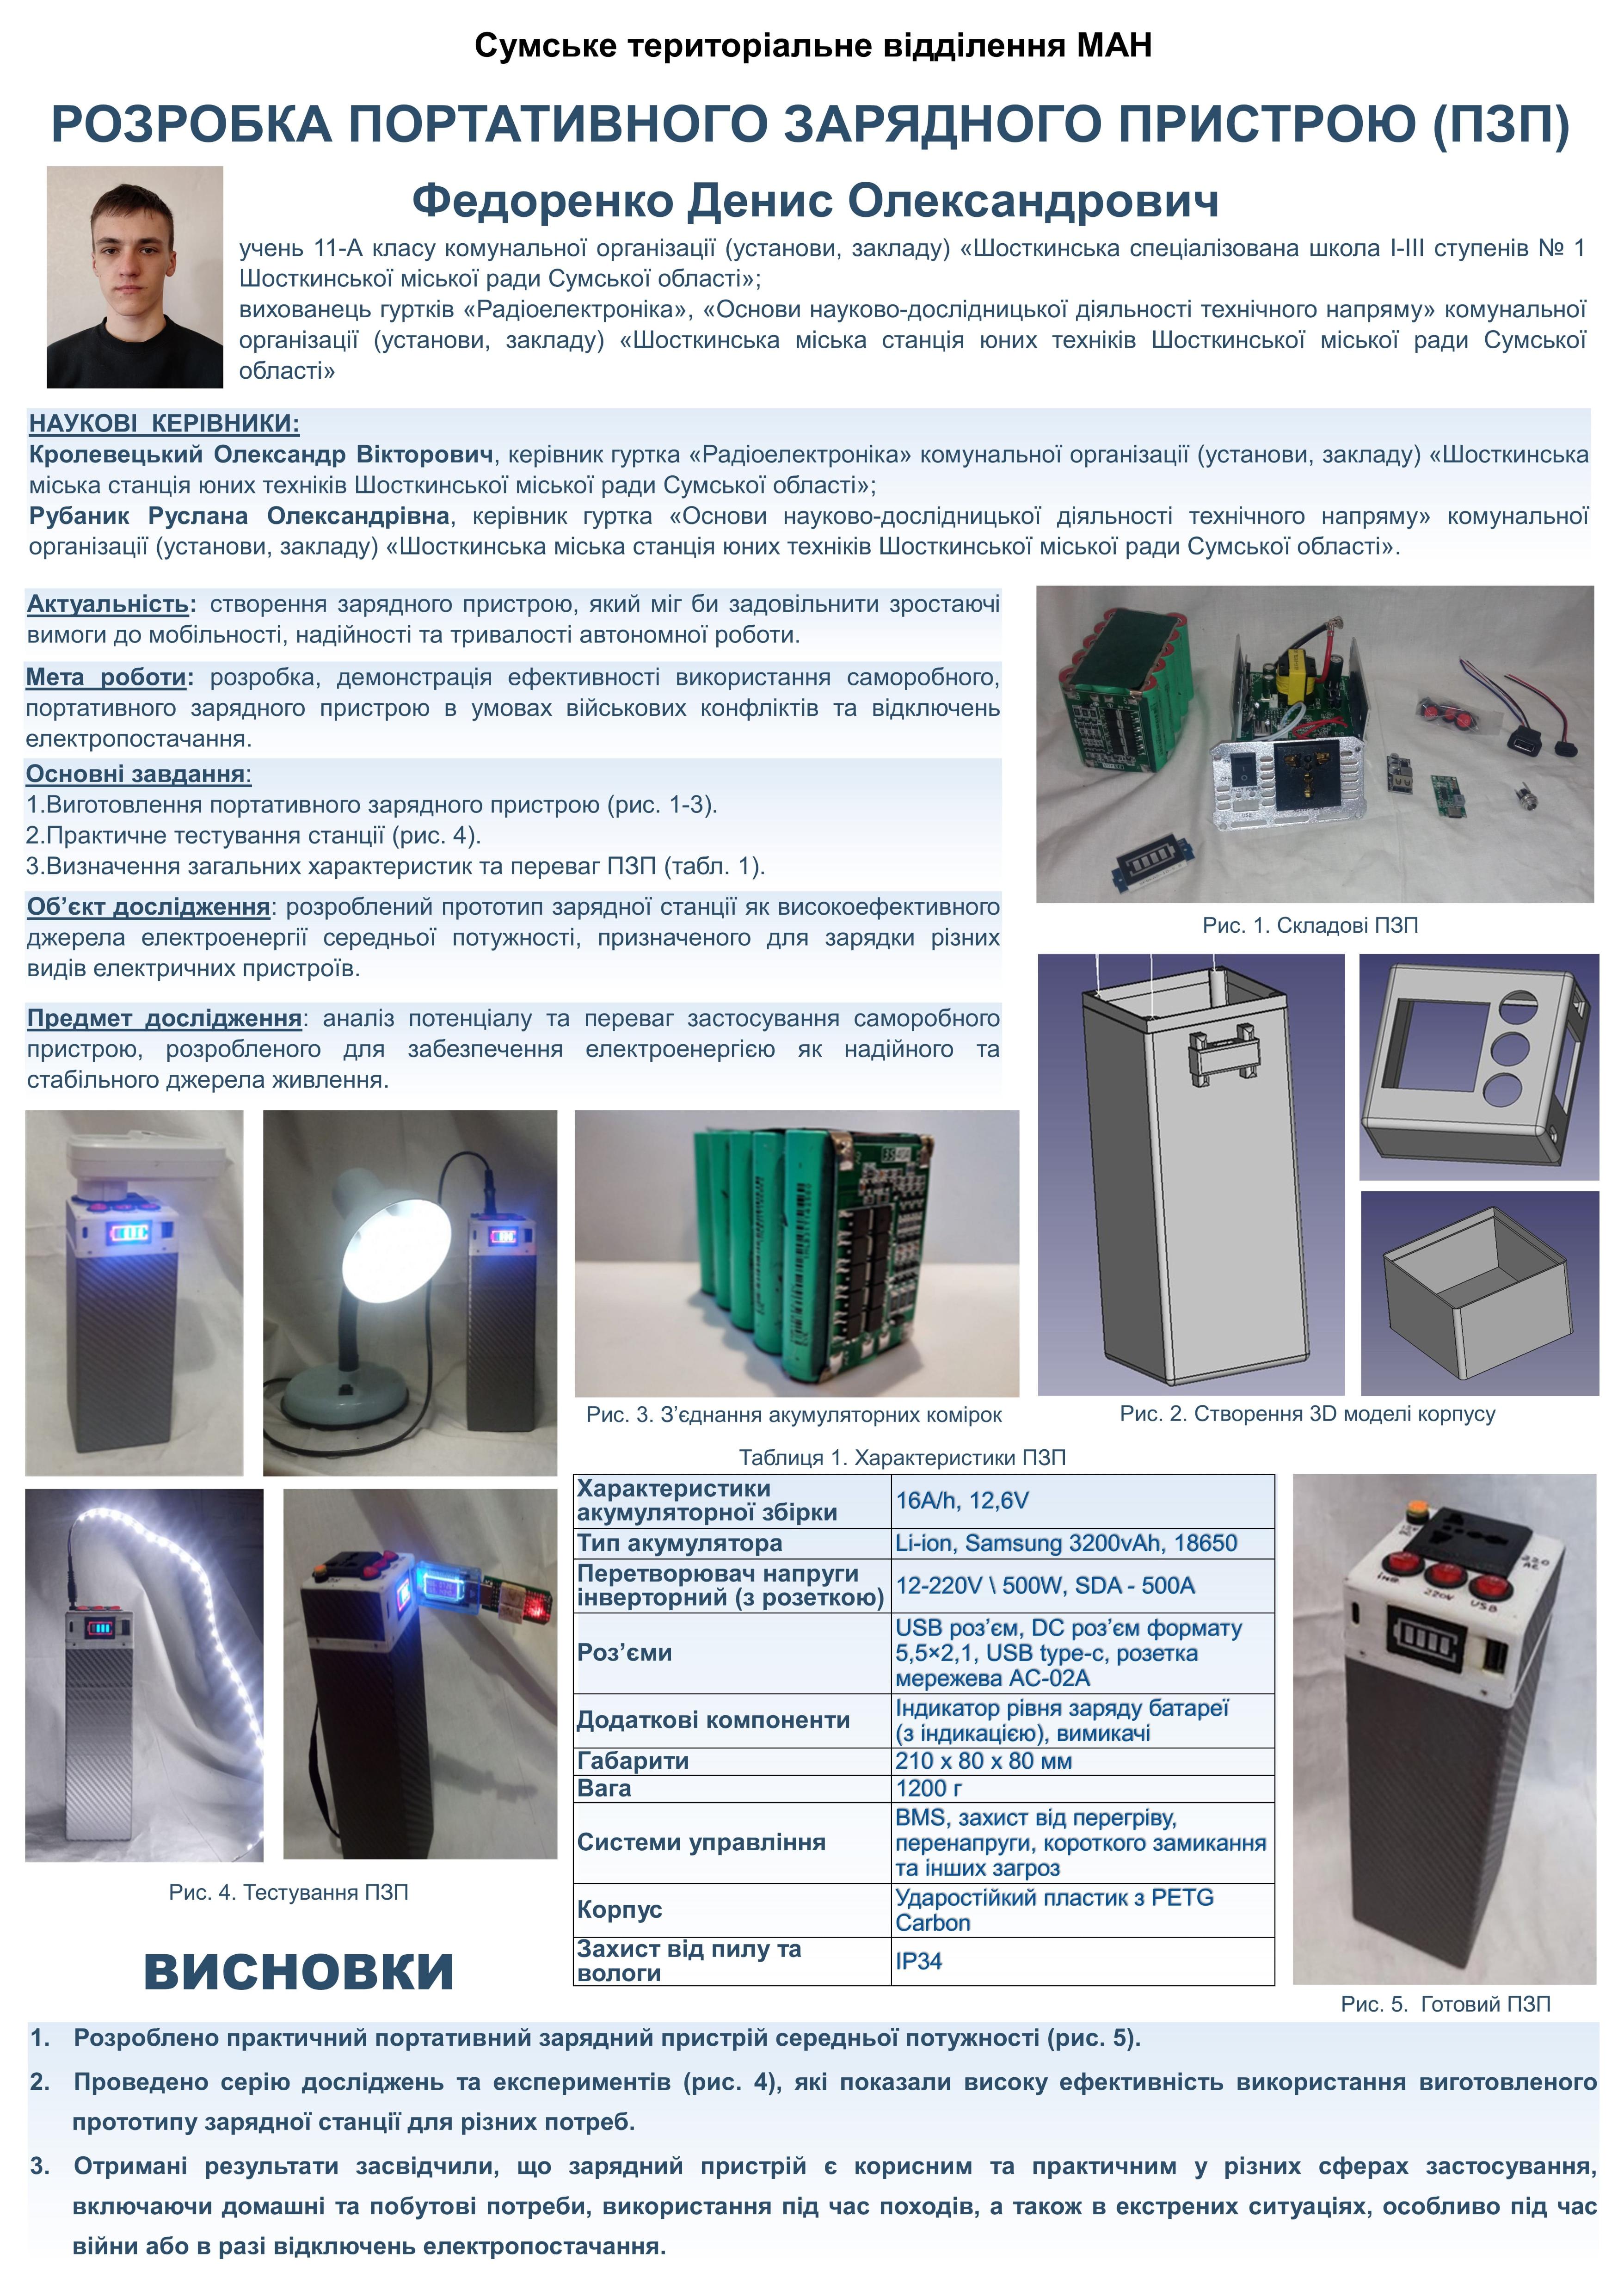 Сумське територіальне відділення МАН
РОЗРОБКА ПОРТАТИВНОГО ЗАРЯДНОГО ПРИСТРОЮ (ПЗП)
Федоренко Денис Олександрович
учень 11-А класу комунальної організації (установи, закладу) «Шосткинська спеціалізована школа І-ІІІ ступенів № 1
Шосткинської міської ради Сумської області»;
вихованець гуртків «Радіоелектроніка», «Основи науково-дослідницької діяльності технічного напряму» комунальної
організації (установи, закладу) «Шосткинська міська станція юних техніків Шосткинської міської ради Сумської
області»
НАУКОВІ КЕРІВНИКИ:
Кролевецький Олександр Вікторович, керівник гуртка «Радіоелектроніка» комунальної організації (установи, закладу) «Шосткинська
міська станція юних техніків Шосткинської міської ради Сумської області»;
Рубаник Руслана Олександрівна, керівник гуртка «Основи науково-дослідницької діяльності технічного напряму» комунальної
організації (установи, закладу) «Шосткинська міська станція юних техніків Шосткинської міської ради Сумської області».
Актуальність: створення зарядного пристрою, який міг би задовільнити зростаючі
вимоги до мобільності, надійності та тривалості автономної роботи.
Мета роботи: розробка, демонстрація ефективності використання саморобного,
портативного зарядного пристрою в умовах військових конфліктів та відключень
електропостачання.
Основні завдання:
1.Виготовлення портативного зарядного пристрою (рис. 1-3).
2.Практичне тестування станції (рис. 4).
3.Визначення загальних характеристик та переваг ПЗП (табл. 1).
Об’єкт дослідження: розроблений прототип зарядної станції як високоефективного
джерела електроенергії середньої потужності, призначеного для зарядки різних
видів електричних пристроїв.
Предмет дослідження: аналіз потенціалу та переваг застосування саморобного
пристрою, розробленого для забезпечення електроенергією як надійного та
стабільного джерела живлення.
Рис. 1. Складові ПЗП
Рис. 3. З’єднання акумуляторних комірок
Рис. 2. Створення 3D моделі корпусу
Таблиця 1. Характеристики ПЗП
Характеристики
акумуляторної збірки
16A/h, 12,6V
Тип акумулятора
Li-ion, Samsung 3200vAh, 18650
Перетворювач напруги
інверторний (з розеткою)
12-220V \ 500W, SDA - 500A
Роз’єми
USB роз’єм, DC роз’єм формату
5,5×2,1, USB type-c, розетка
мережева AC-02A
Додаткові компоненти
Індикатор рівня заряду батареї
(з індикацією), вимикачі
Габарити
210 х 80 х 80 мм
Вага
1200 г
Системи управління
BMS, захист від перегріву,
перенапруги, короткого замикання
та інших загроз
Корпус
Ударостійкий пластик з PETG
Carbon
Захист від пилу та
вологи
IP34
220
AC
220V
USB
Рис. 4. Тестування ПЗП
Рис. 5. Готовий ПЗП
ВИСНОВКИ
1. Розроблено практичний портативний зарядний пристрій середньої потужності (рис. 5).
2. Проведено серію досліджень та експериментів (рис. 4), які показали високу ефективність використання виготовленого
прототипу зарядної станції для різних потреб.
3. Отримані результати засвідчили, що зарядний пристрій є корисним та практичним у різних сферах застосування,
включаючи домашні та побутові потреби, використання під час походів, а також в екстрених ситуаціях, особливо під час
війни або в разі відключень електропостачання.